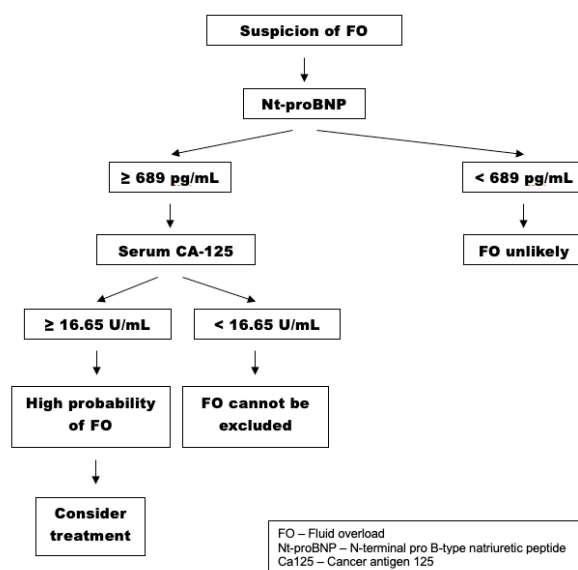 Suspicion of FO
Nt-proBNP
≥ 689 pg/mL
< 689 pg/mL
Serum CA-125
FO unlikely
≥ 16.65 U/mL
< 16.65 U/mL
High probability
of FO
FO cannot be
excluded
Consider
treatment
FO – Fluid overload
Nt-proBNP – N-terminal pro B-type natriuretic peptide
Ca125 – Cancer antigen 125